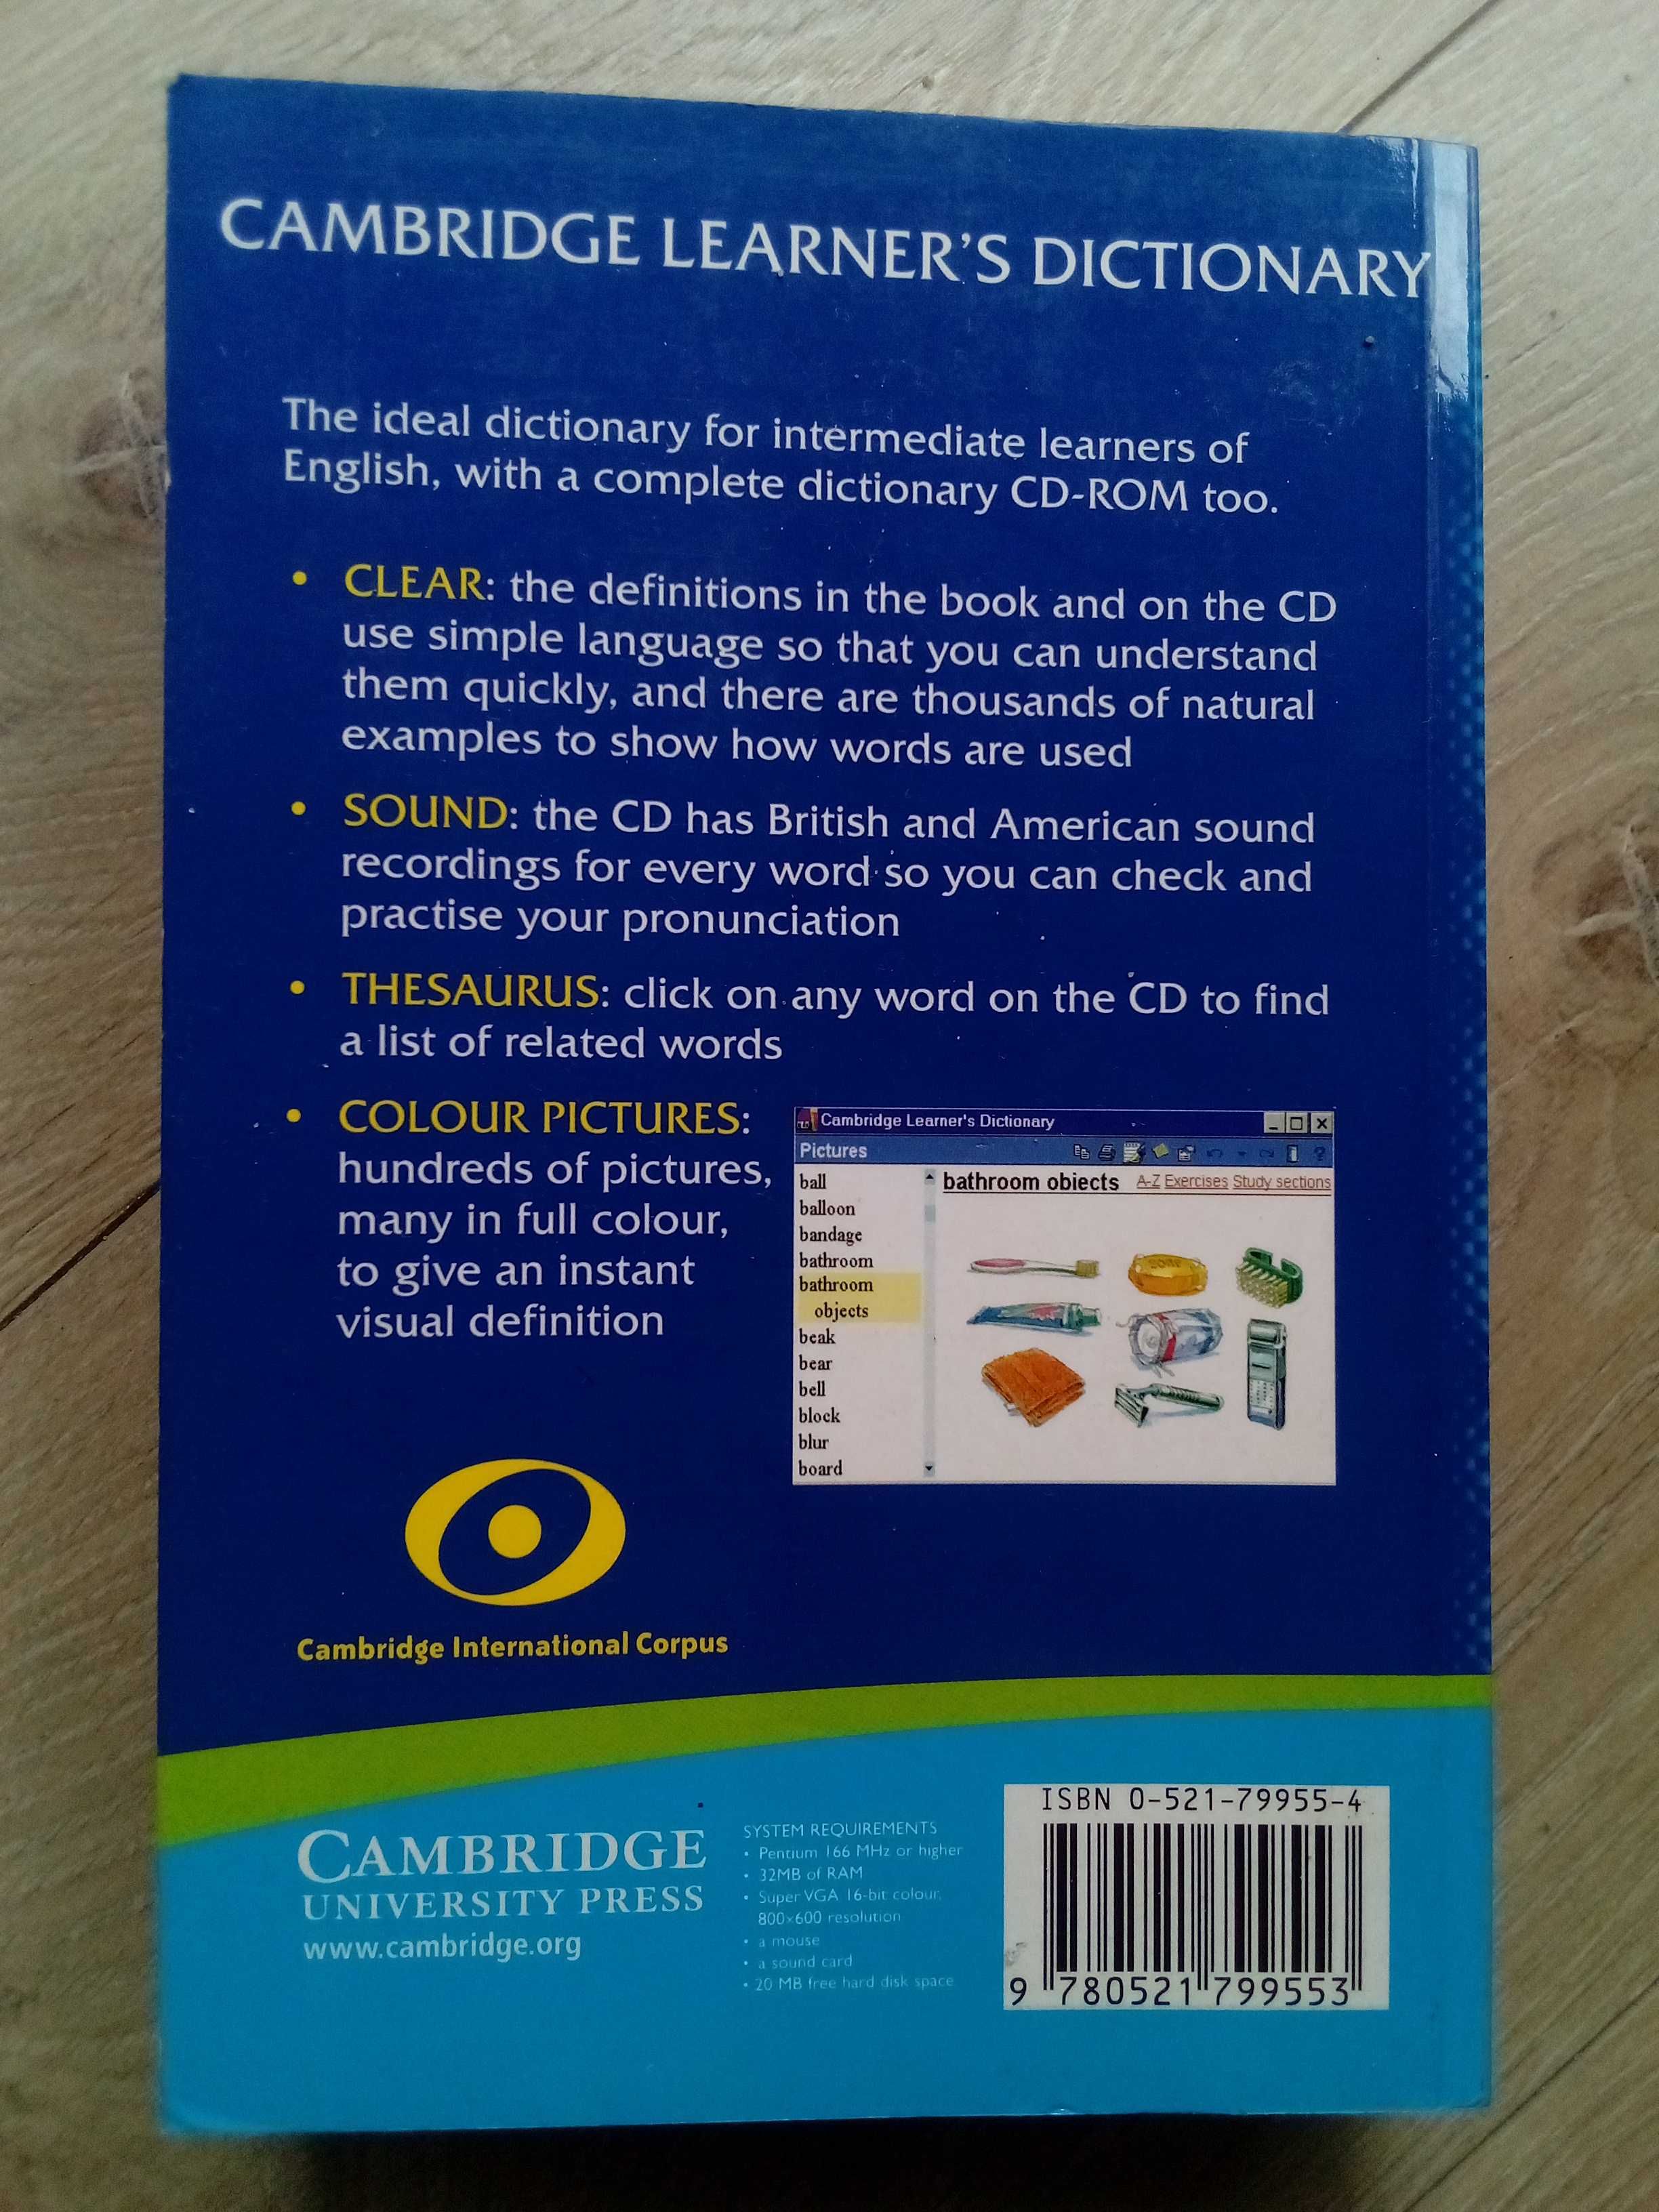 CAMBRIDGE LEARNER'S DICTIONARY
The ideal dictionary for intermediate learners of
English, with a complete dictionary CD-ROM too.
• CLEAR: the definitions in the book and on the CD
use simple language so that you can understand
them quickly, and there are thousands of natural
examples to show how words are used
• SOUND: the CD has British and American sound
recordings for every word so you can check and
practise your pronunciation
• THESAURUS: click on any word on the CD to find
a list of related words
• COLOUR PICTURES:
hundreds of pictures,
many in full colour,
to give an instant
visual definition
Cambridge Learner's Dictionary
Pictures
ball
balloon
bandage
bathroom
bathroom
objects
beak
bear
bell
block
blur
board
bathroom objects A-Z Exercises Study sections
SOAP
Cambridge International Corpus
CAMBRIDGE
UNIVERSITY PRESS
www.cambridge.org
SYSTEM REQUIREMENTS
• Pentium 166 MHz or higher
• 32MB of RAM
• Super VGA 16-bit colour,
800×600 resolution
• a mouse
• a sound card
• 20 MB free hard disk space
ISBN 0-521-79955-4
9 780521 799553